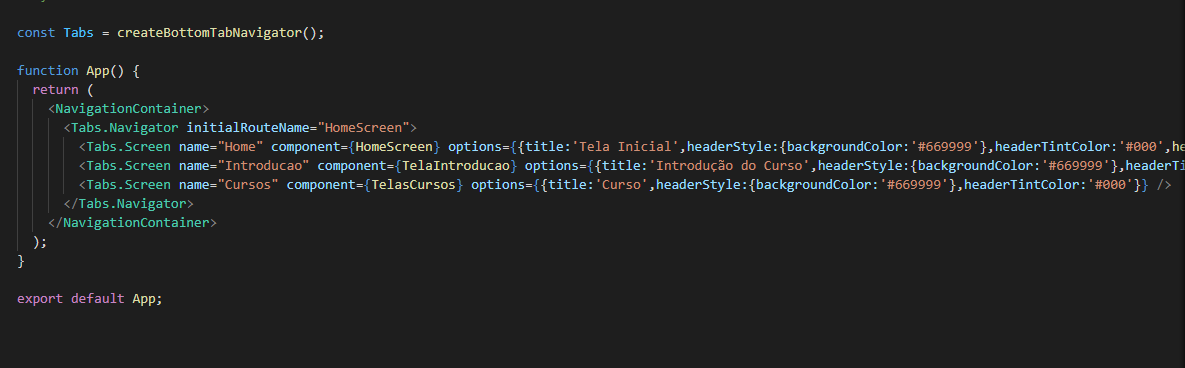 const Tabs = createBottomTabNavigator();
function App() {
return (
<NavigationContainer>
<Tabs.Navigator initialRouteName="HomeScreen">
<Tabs.Screen name="Home" component={HomeScreen} options={{title:'Tela Inicial',headerStyle:{backgroundColor:'#669999'},headerTintColor:'#000',he
<Tabs.Screen name="Introducao" component={TelaIntroducao} options={{title:'Introdução do Curso',headerStyle:{backgroundColor:'#669999'},headerTi
<Tabs.Screen name="Cursos" component={TelasCursos} options={{title:'Curso',headerStyle:{backgroundColor:'#669999'},headerTintColor:'#000'}} />
</Tabs.Navigator>
</NavigationContainer>
);
}
export default App;